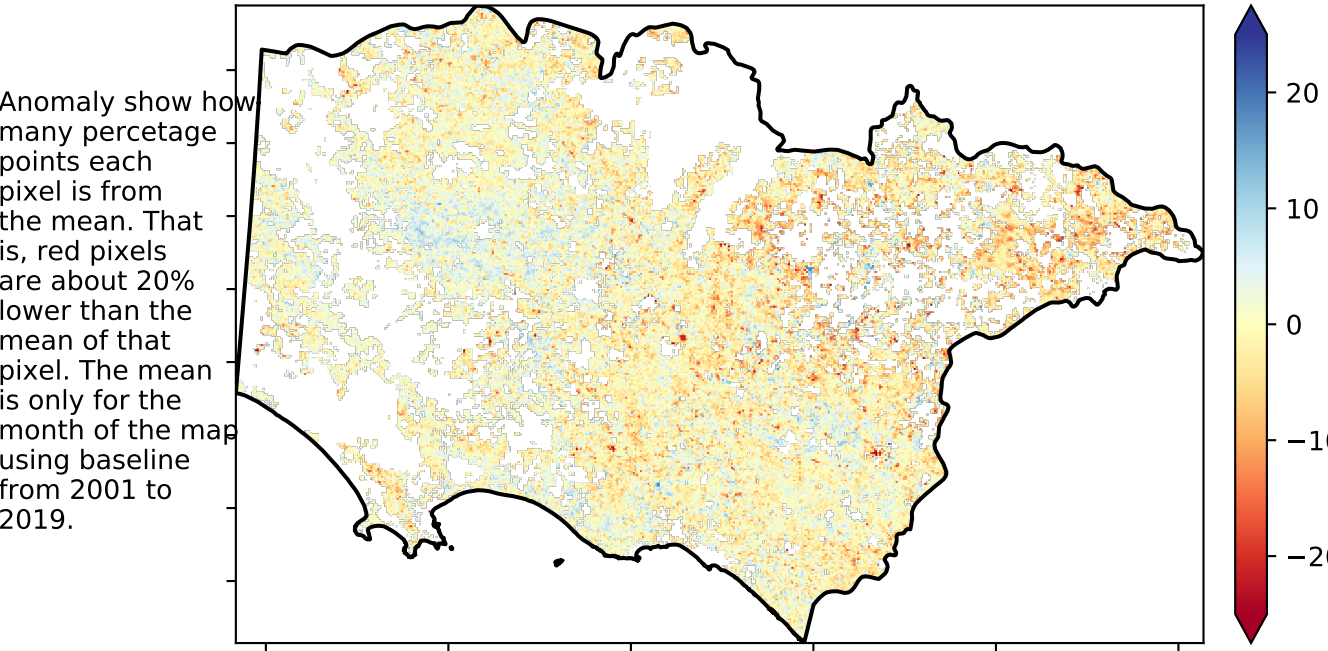 Anomaly show how
many percetage
points each
pixel is from
the mean. That
is, red pixels
are about 20%
lower than the
mean of that
pixel. The mean
is only for the
month of the map
using baseline
from 2001 to
2019.
20
10
0
−10
−20